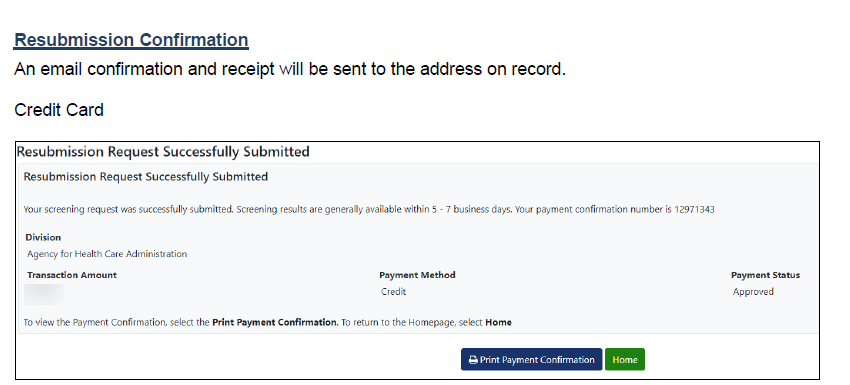 Resubmission Confirmation
An email confirmation and receipt will be sent to the address on record.
Credit Card
Resubmission Request Successfully Submitted
Resubmission Request Successfully Submitted
Your screening request was successfully submitted. Screening results are generally available within 5 - 7 business days. Your payment confirmation number is 12971343
Division
Agency for Health Care Administration
Transaction Amount Payment Method Payment Status
Credit Approved
To view the Payment Confirmation, select the Print Payment Confirmation. To return to the Homepage, select Home
Print Payment Confirmation Home